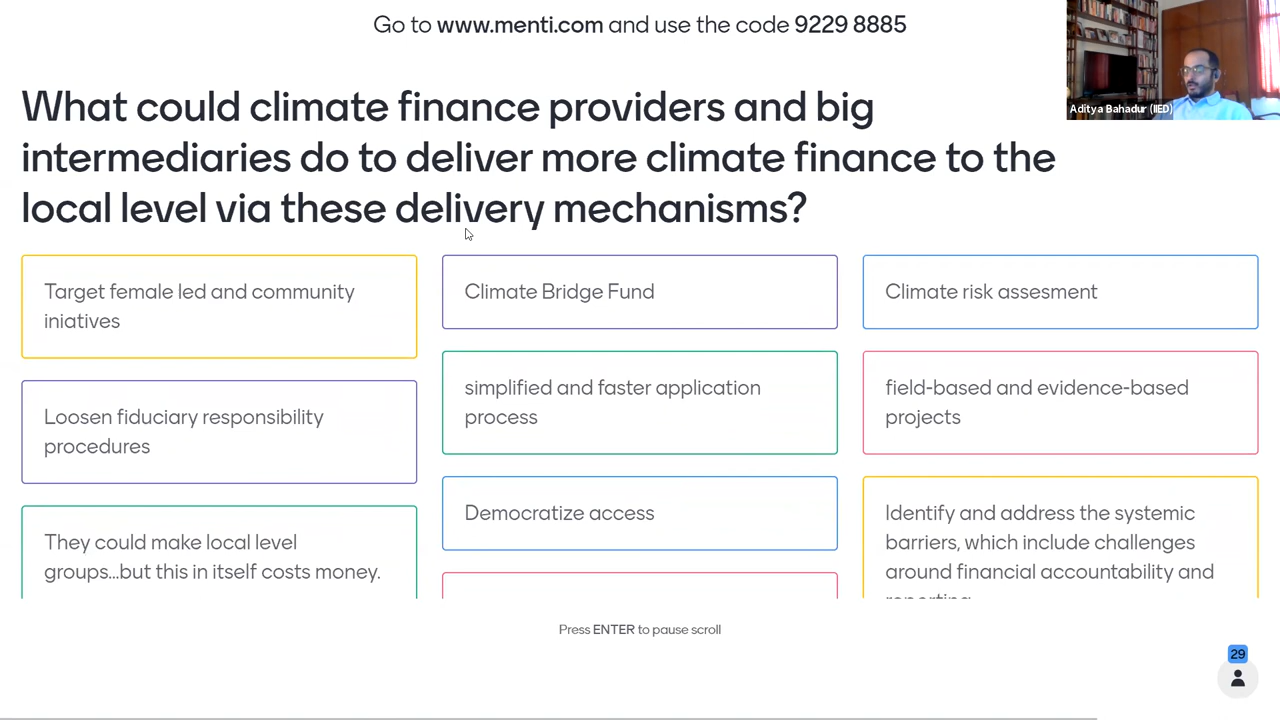 Go to www.menti.com and use the code 9229 8885
Aditya Bahadur (IIED)
What could climate finance providers and big
intermediaries do to deliver more climate finance to the
local level via these delivery mechanisms?
Target female led and community
iniatives
Loosen fiduciary responsibility
procedures
They could make local level
groups...but this in itself costs money.
Climate Bridge Fund
simplified and faster application
process
Democratize access
Climate risk assesment
field-based and evidence-based
projects
Identify and address the systemic
barriers, which include challenges
around financial accountability and
reporting
Press ENTER to pause scroll
29